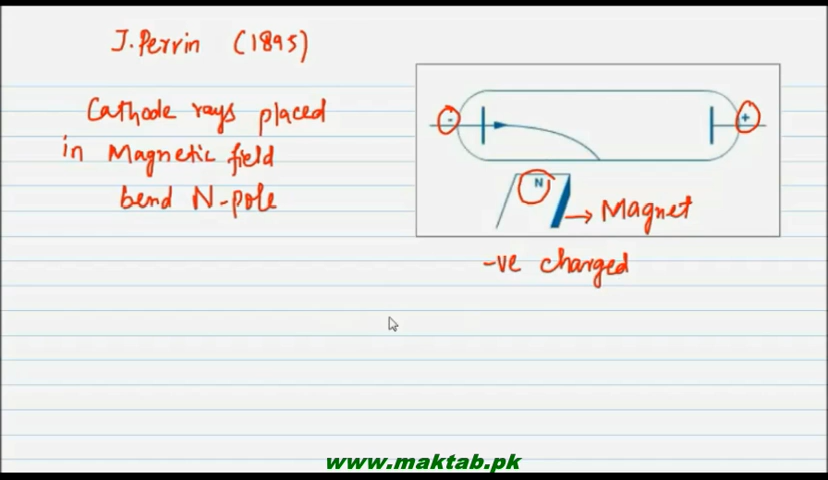 J. Perrin (1895)
Cathode rays placed
in Magnetic field
bend N-pole
-
+
N
Magnet
-ve charged
www.maktab.pk